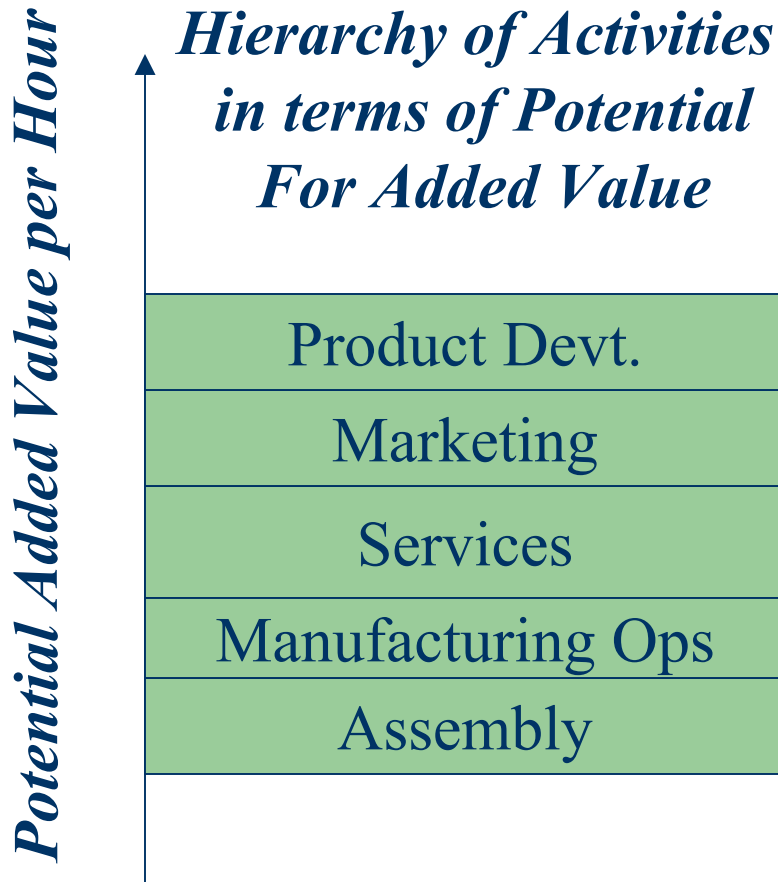 Hierarchy of Activities
in terms of Potential
For Added Value
Potential Added Value per Hour
Product Devt.
Marketing
Services
Manufacturing Ops
Assembly